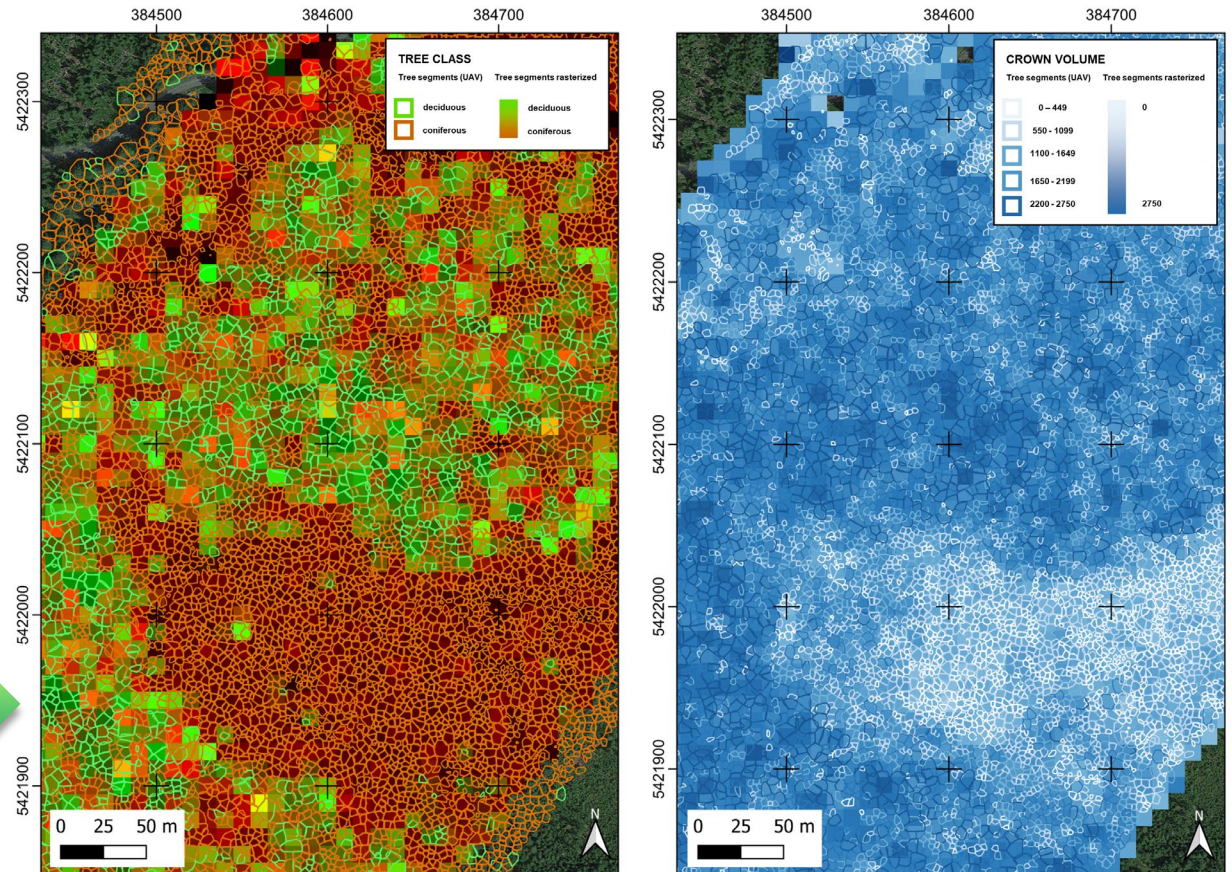 384500 384600 384700
5422300
5422200
5422100
5422000
5421900
TREE CLASS
Tree segments (UAV) Tree segments rasterized
deciduous deciduous
coniferous coniferous
0 25 50 m
N
384500 384600 384700
5422300
5422200
5422100
5422000
5421900
CROWN VOLUME
Tree segments (UAV) Tree segments rasterized
0 – 449 0
550 - 1099
1100 - 1649
1650 - 2199
2200 - 2750 2750
0 25 50 m
N